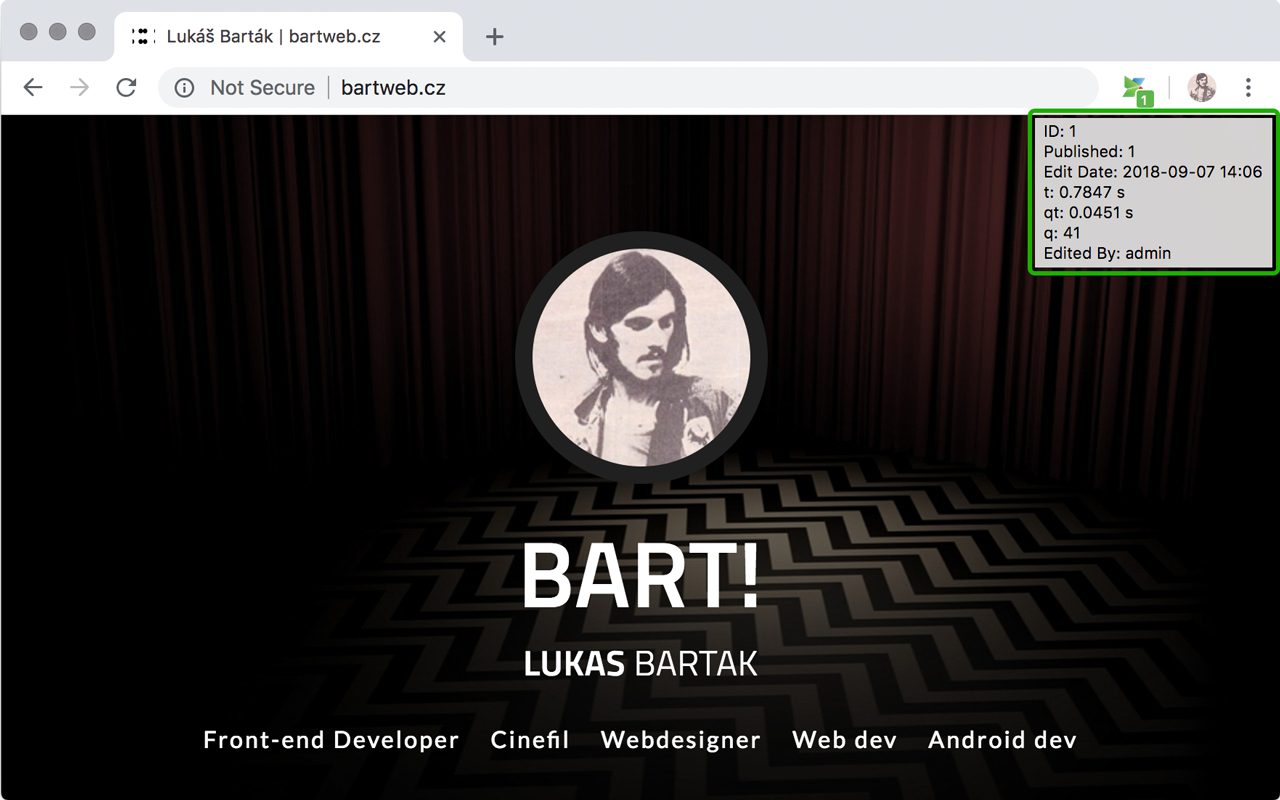 Lukáš Barták | bartweb.cz
Not Secure | bartweb.cz
1
ID: 1
Published: 1
Edit Date: 2018-09-07 14:06
t: 0.7847 s
qt: 0.0451 s
q: 41
Edited By: admin
BART!
LUKAS BARTAK
Front-end Developer Cinefil Webdesigner Web dev Android dev